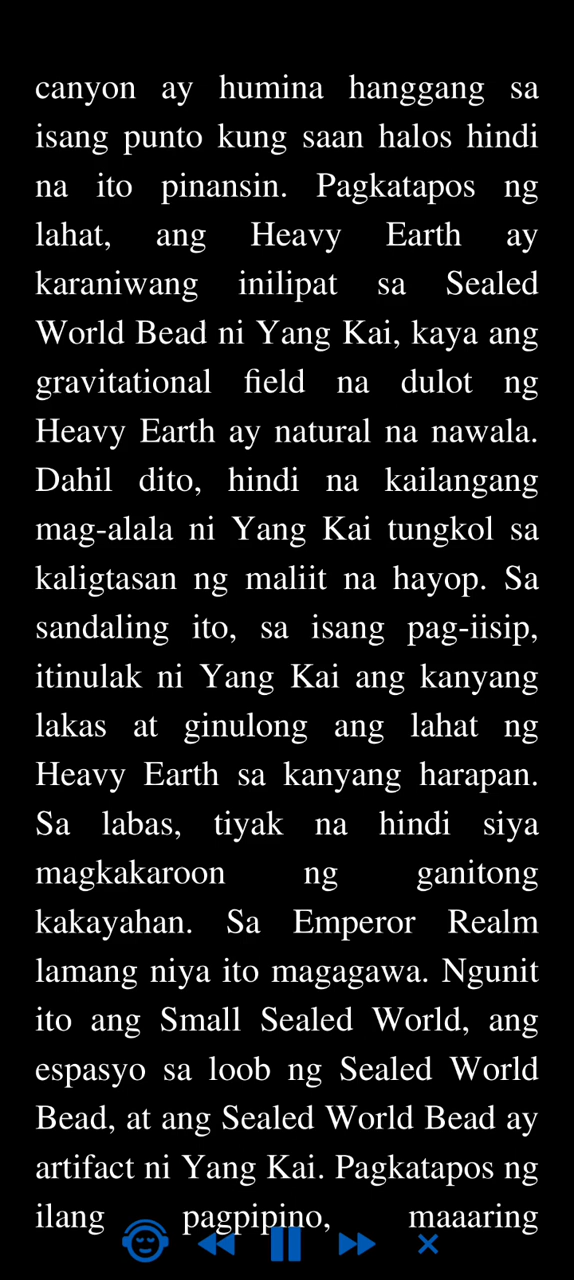 canyon ay humina hanggang sa
isang punto kung saan halos hindi
na ito pinansin. Pagkatapos ng
lahat, ang Heavy Earth ay
karaniwang inilipat sa Sealed
World Bead ni Yang Kai, kaya ang
gravitational field na dulot ng
Heavy Earth ay natural na nawala.
Dahil dito, hindi na kailangang
mag-alala ni Yang Kai tungkol sa
kaligtasan ng maliit na hayop. Sa
sandaling ito, sa isang pag-iisip,
itinulak ni Yang Kai ang kanyang
lakas at ginulong ang lahat ng
Heavy Earth sa kanyang harapan.
Sa labas, tiyak na hindi siya
magkakaroon ng ganitong
kakayahan. Sa Emperor Realm
lamang niya ito magagawa. Ngunit
ito ang Small Sealed World, ang
espasyo sa loob ng Sealed World
Bead, at ang Sealed World Bead ay
artifact ni Yang Kai. Pagkatapos ng
ilang pagpipino, maaaring